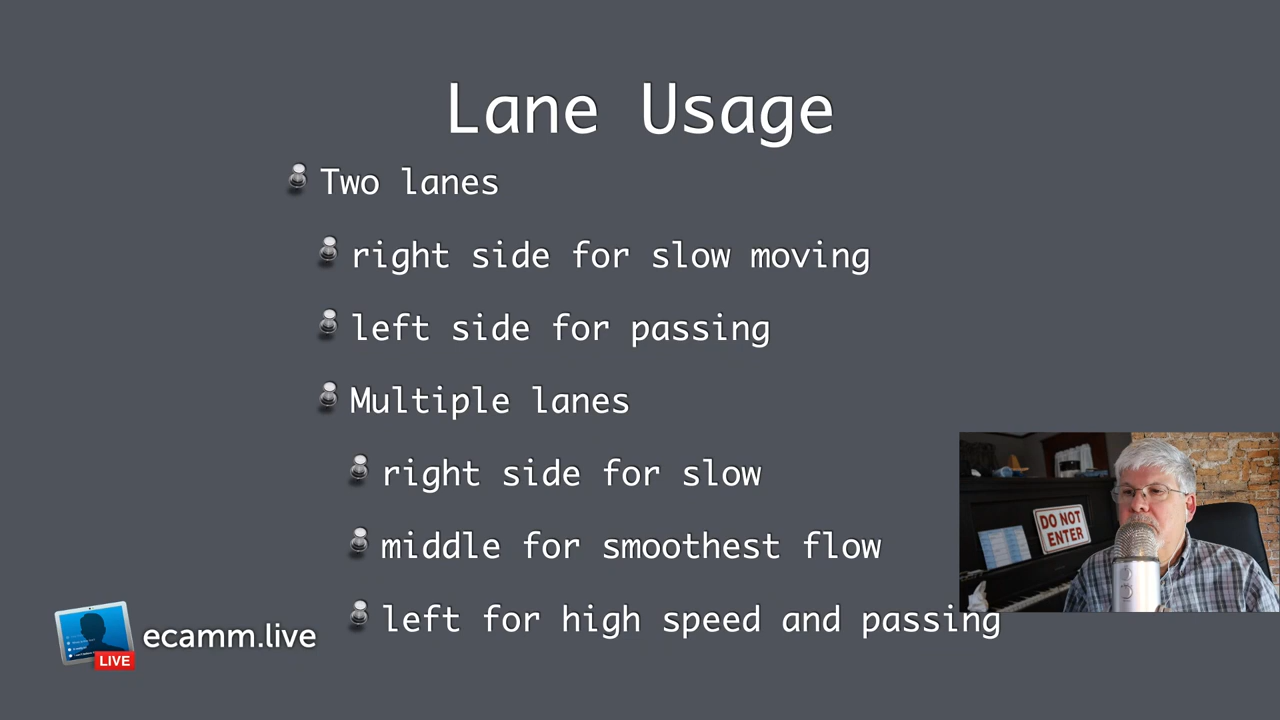 Lane Usage
Two lanes
right side for slow moving
left side for passing
Multiple lanes
right side for slow
middle for smoothest flow
left for high speed and passing
DO NOT
ENTER
ecamm.live
LIVE